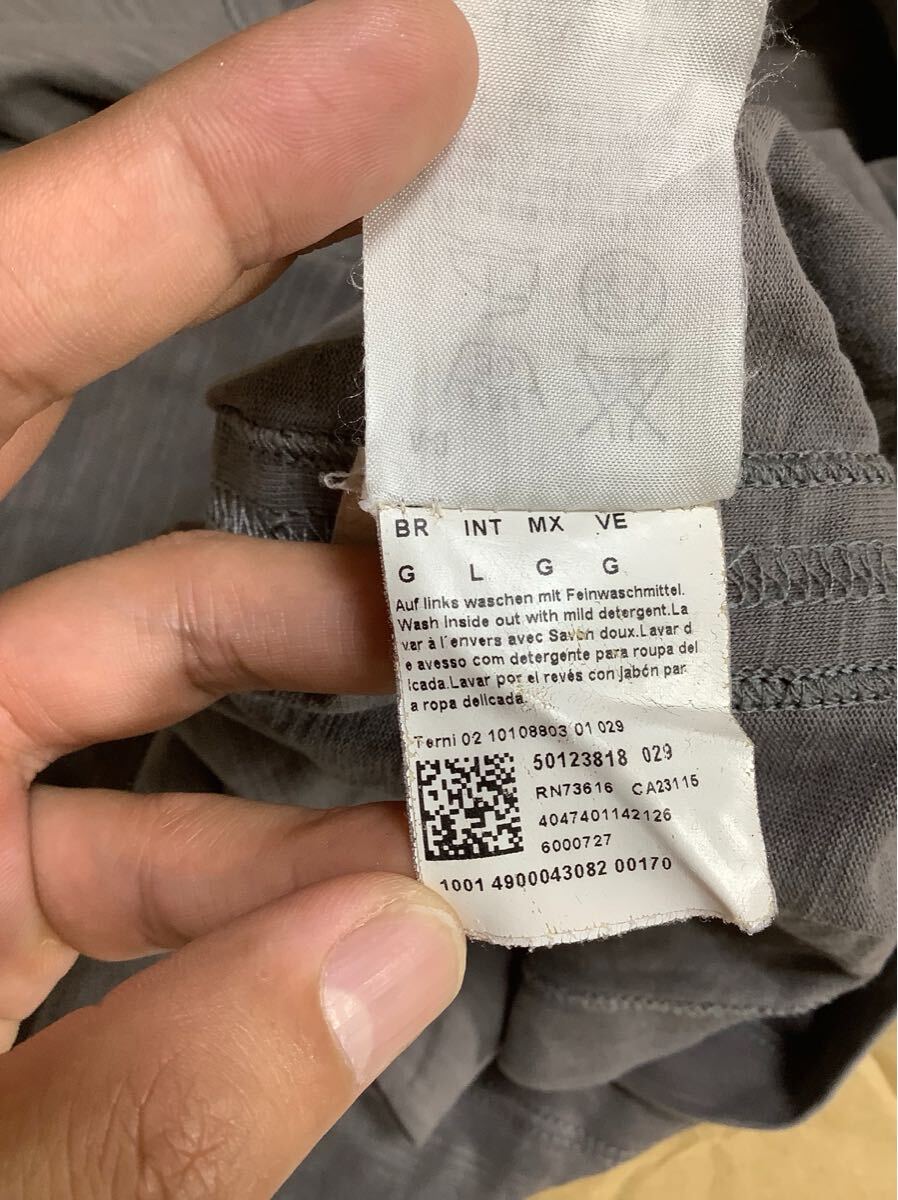 BR INT MX VE
G L G G
Auf links waschen mit Feinwaschmittel.
Wash Inside out with mild detergent.La
var à l'envers avec Savon doux.Lavar d
e avesso com detergente para roupa del
icada.Lavar por el revés con jabón par
a ropa delicada.
Terni 02 10108803 01 029
50123818 029
RN73616 CA23115
4047401142126
6000727
1001 4900043082 00170